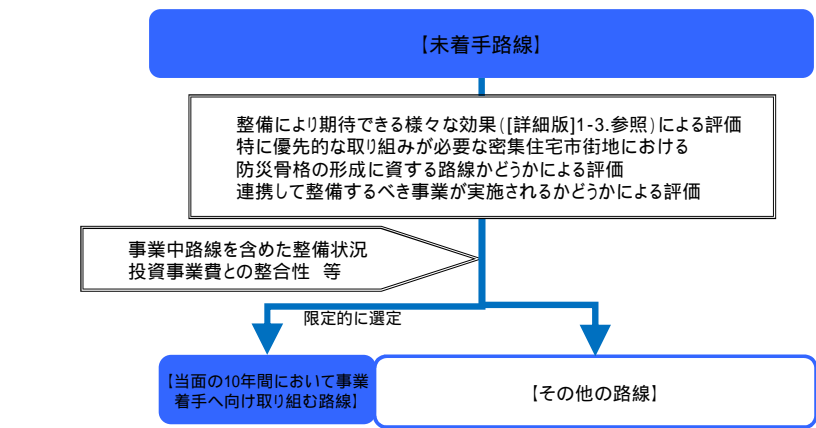 【未着手路線】
整備により期待できる様々な効果（[詳細版]1-3.参照）による評価
特に優先的な取り組みが必要な密集住宅市街地における
防災骨格の形成に資する路線かどうかによる評価
連携して整備するべき事業が実施されるかどうかによる評価
事業中路線を含めた整備状況
投資事業費との整合性 等
限定的に選定
【当面の10年間において事業
着手へ向け取り組む路線】
【その他の路線】